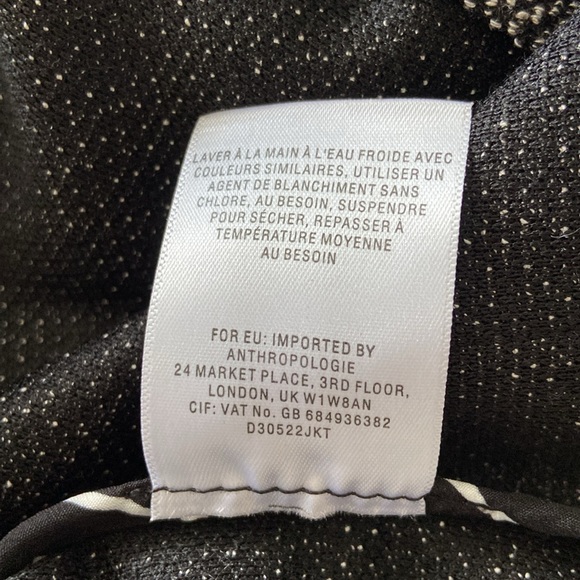 LAVER À LA MAIN À L'EAU FROIDE AVEC
COULEURS SIMILAIRES, UTILISER UN
AGENT DE BLANCHIMENT SANS
CHLORE, AU BESOIN, SUSPENDRE
POUR SÉCHER, REPASSER À
TEMPÉRATURE MOYENNE
AU BESOIN
FOR EU: IMPORTED BY
ANTHROPOLOGIE
24 MARKET PLACE, 3RD FLOOR,
LONDON, UK W1W8AN
CIF: VAT No. GB 684936382
D30522JKT